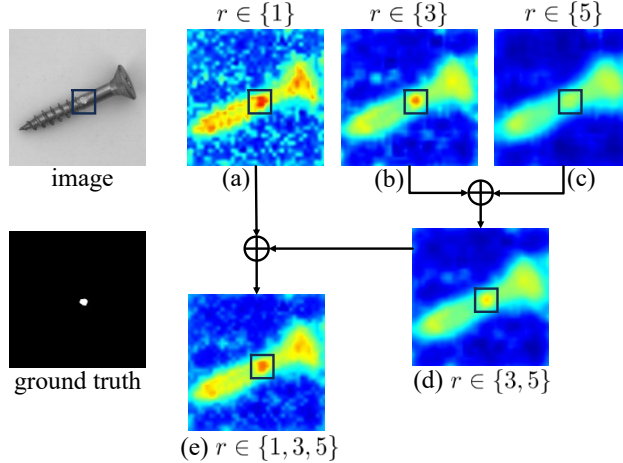 r ∈ {1}
r ∈ {3}
r ∈ {5}
image
(a)
(b)
(c)
ground truth
(d) r ∈ {3, 5}
(e) r ∈ {1, 3, 5}